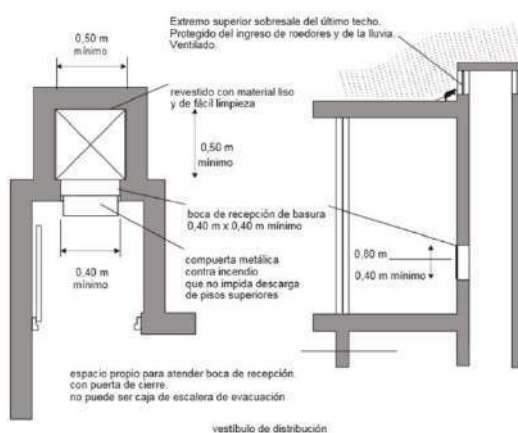 Extremo superior sobresale del último techo.
Protegido del ingreso de roedores y de la lluvia.
Ventilado.
0,50 m
mínimo
revestido con material liso
y de fácil limpieza
0,50 m
mínimo
boca de recepción de basura
0,40 m x 0,40 m mínimo
compuerta metálica
contra incendio
que no impida descarga
de pisos superiores
0,40 m
mínimo
0,80 m
0,40 m mínimo
espacio propio para atender boca de recepción.
con puerta de cierre.
no puede ser caja de escalera de evacuación
vestíbulo de distribución